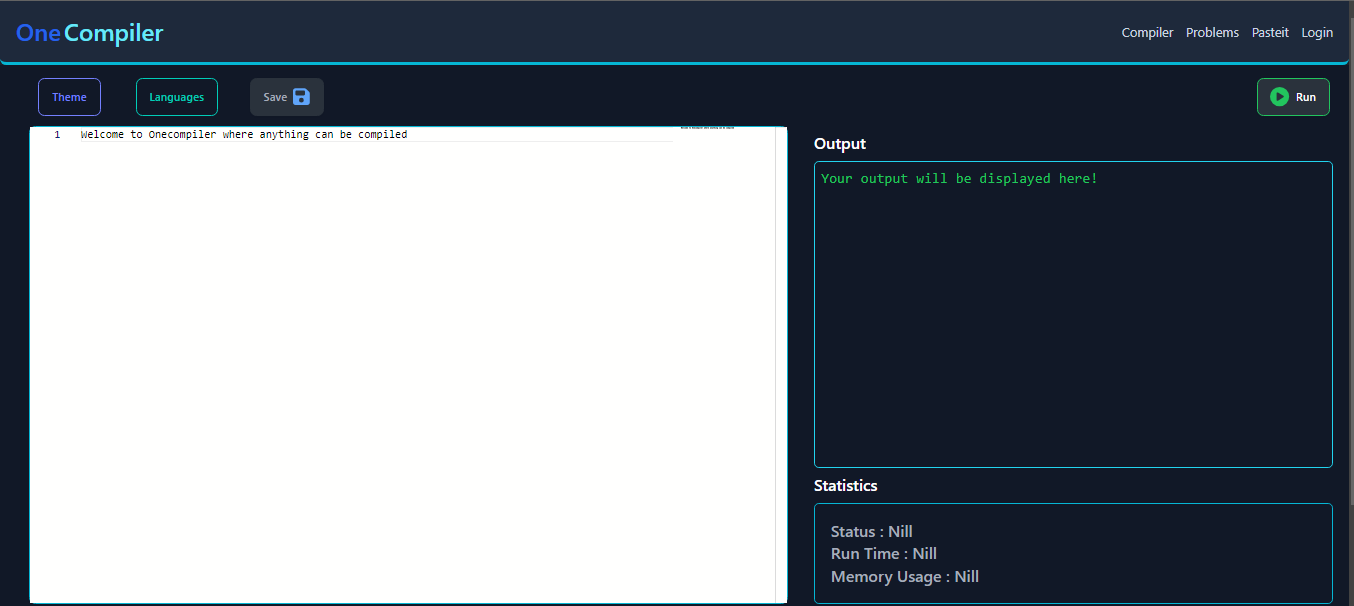 OneCompiler
Compiler Problems Pasteit Login
Theme Languages Save Run
1 Welcome to Onecompiler where anything can be compiled
Output
Your output will be displayed here!
Statistics
Status : Nill
Run Time : Nill
Memory Usage : Nill